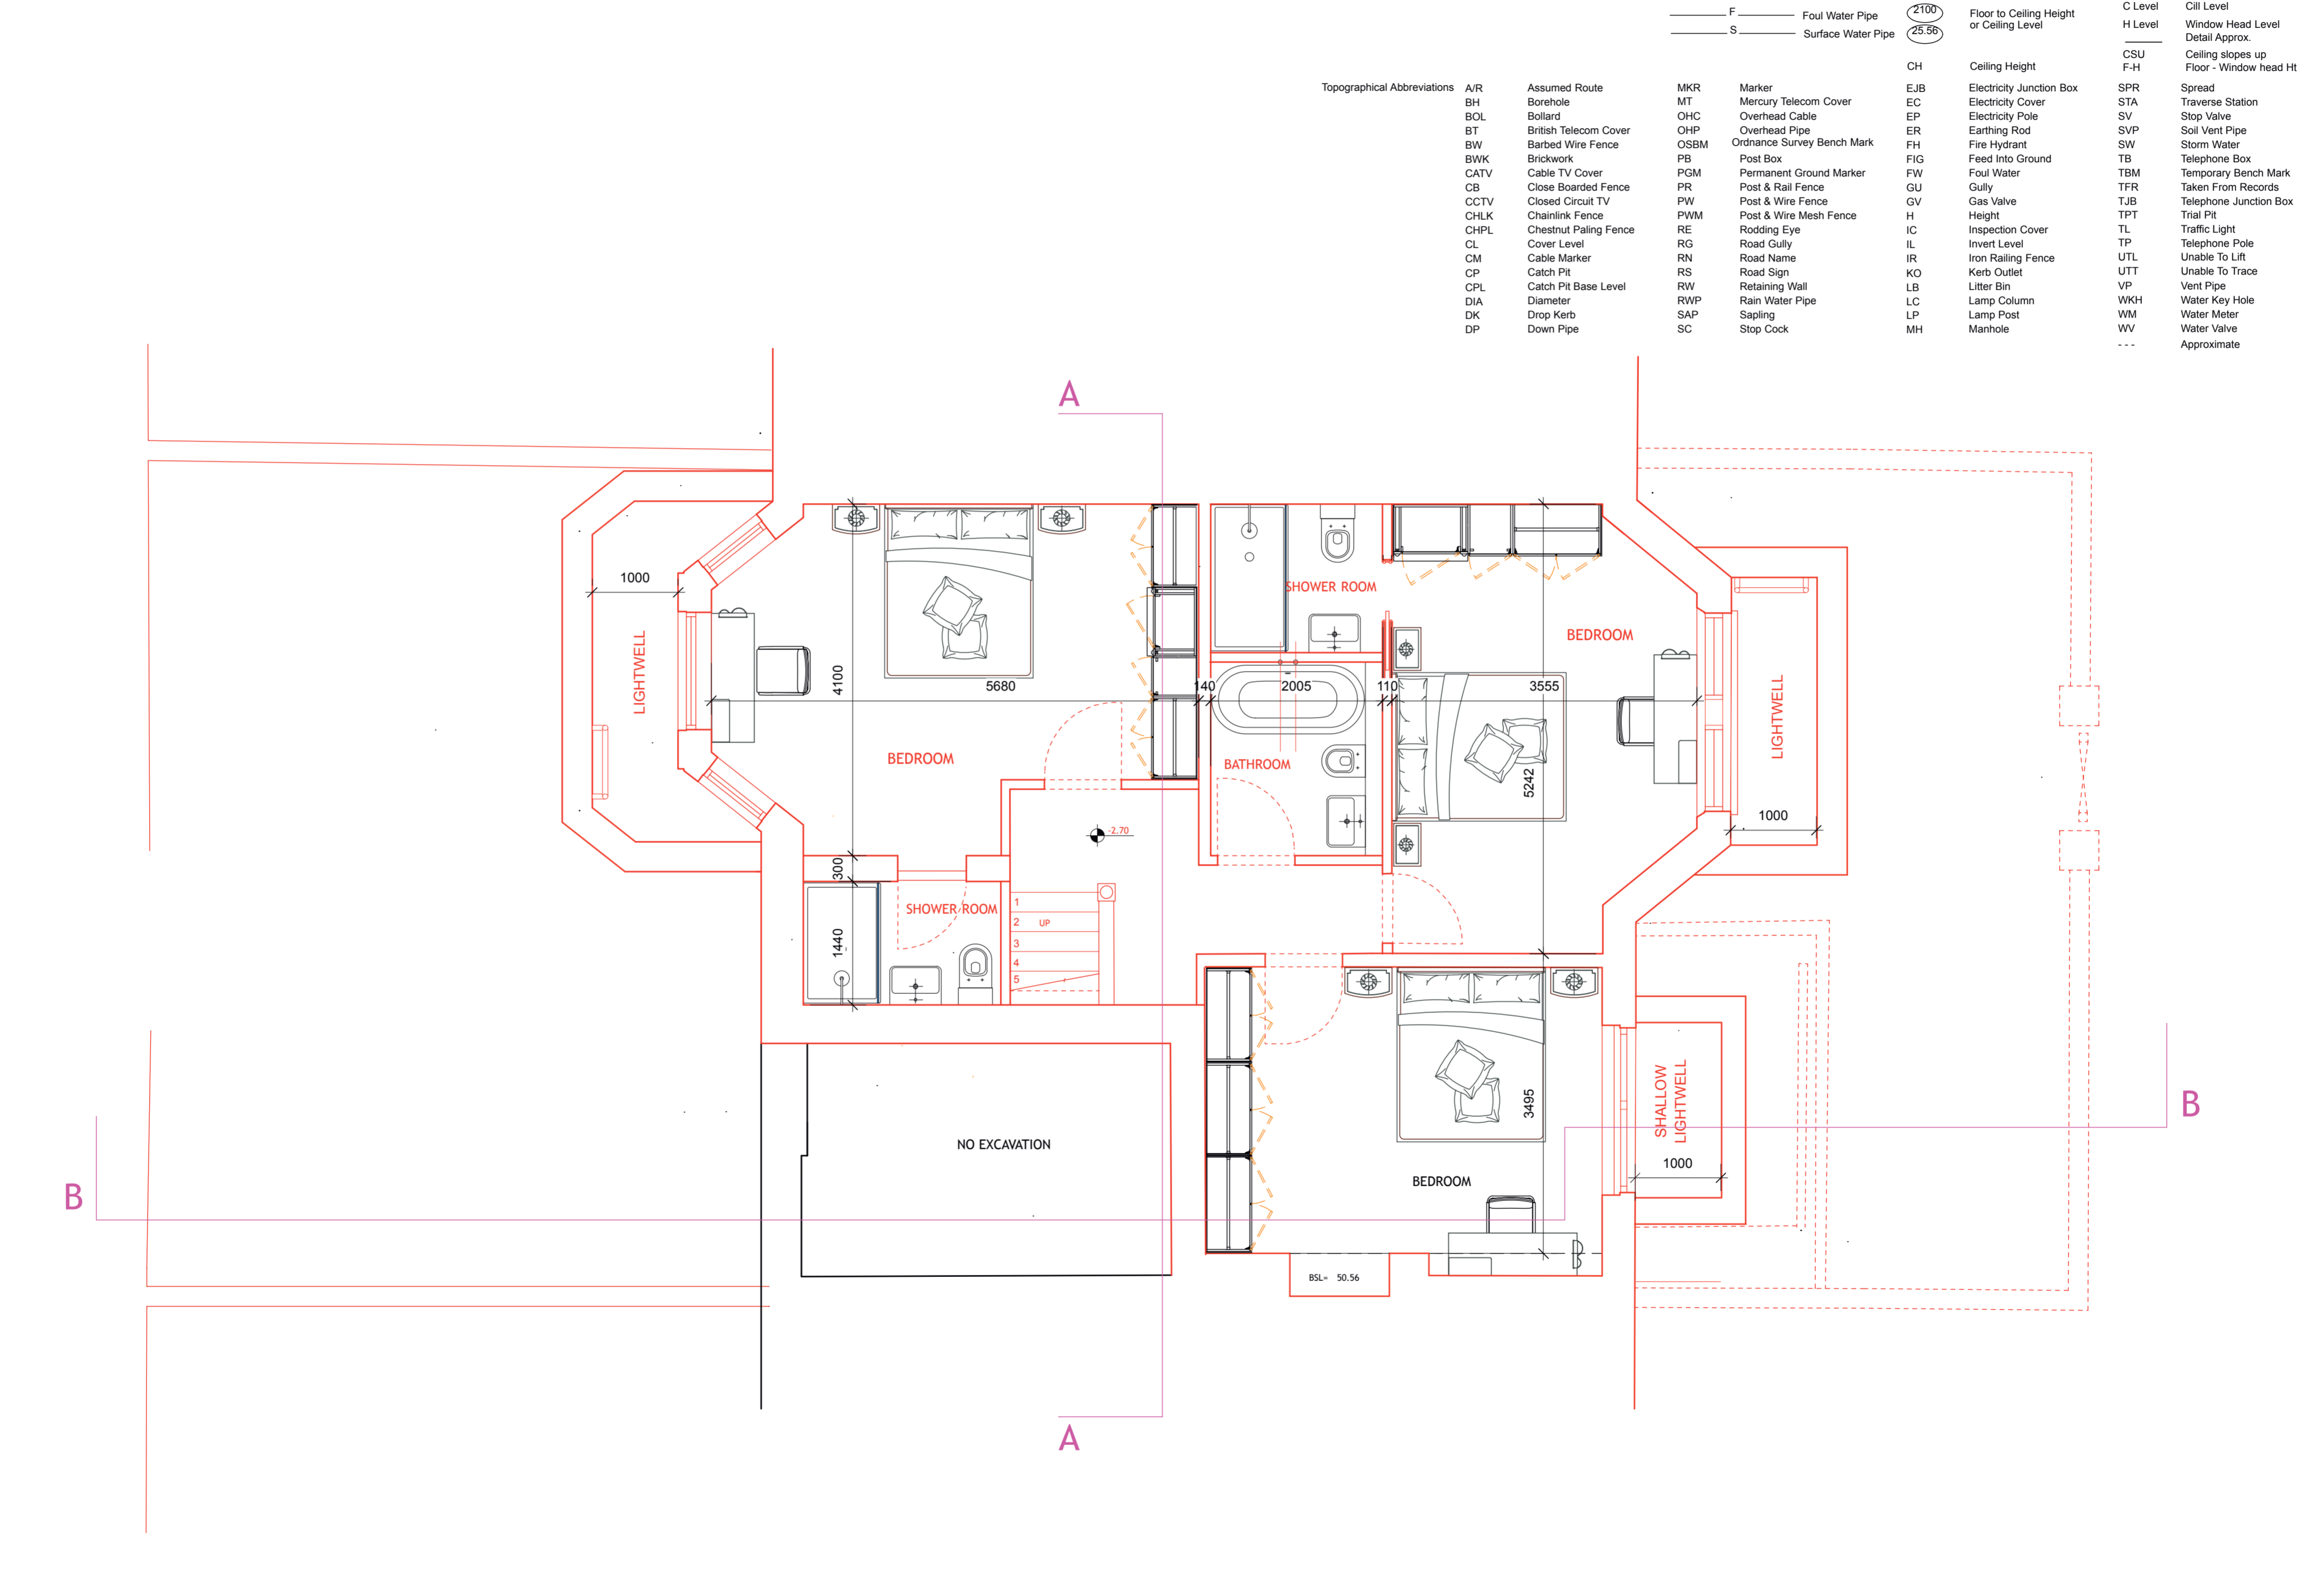 F Foul Water Pipe
S Surface Water Pipe
2100 Floor to Ceiling Height
25.56 or Ceiling Level
C Level Cill Level
H Level Window Head Level
Detail Approx.
CSU Ceiling slopes up
CH Ceiling Height
F-H Floor - Window head Ht
Topographical Abbreviations
A/R Assumed Route
BH Borehole
BOL Bollard
BT British Telecom Cover
BW Barbed Wire Fence
BWK Brickwork
CATV Cable TV Cover
CB Close Boarded Fence
CCTV Closed Circuit TV
CHLK Chainlink Fence
CHPL Chestnut Paling Fence
CL Cover Level
CM Cable Marker
CP Catch Pit
CPL Catch Pit Base Level
DIA Diameter
DK Drop Kerb
DP Down Pipe
MKR Marker
MT Mercury Telecom Cover
OHC Overhead Cable
OHP Overhead Pipe
OSBM Ordnance Survey Bench Mark
PB Post Box
PGM Permanent Ground Marker
PR Post & Rail Fence
PW Post & Wire Fence
PWM Post & Wire Mesh Fence
RE Rodding Eye
RG Road Gully
RN Road Name
RS Road Sign
RW Retaining Wall
RWP Rain Water Pipe
SAP Sapling
SC Stop Cock
EJB Electricity Junction Box
EC Electricity Cover
EP Electricity Pole
ER Earthing Rod
FH Fire Hydrant
FIG Feed Into Ground
FW Foul Water
GU Gully
GV Gas Valve
H Height
IC Inspection Cover
IL Invert Level
IR Iron Railing Fence
KO Kerb Outlet
LB Litter Bin
LC Lamp Column
LP Lamp Post
MH Manhole
SPR Spread
STA Traverse Station
SV Stop Valve
SVP Soil Vent Pipe
SW Storm Water
TB Telephone Box
TBM Temporary Bench Mark
TFR Taken From Records
TJB Telephone Junction Box
TPT Trial Pit
TL Traffic Light
TP Telephone Pole
UTL Unable To Lift
UTT Unable To Trace
VP Vent Pipe
WKH Water Key Hole
WM Water Meter
WV Water Valve
- - - Approximate
A
1000
LIGHTWELL
4100
5680
140
2005
110
3555
SHOWER ROOM
BEDROOM
LIGHTWELL
BEDROOM
BATHROOM
5242
1000
-2.70
300
SHOWER ROOM
1440
1
2 UP
3
4
5
NO EXCAVATION
3495
SHALLOW
LIGHTWELL
1000
BEDROOM
B
B
BSL= 50.56
A